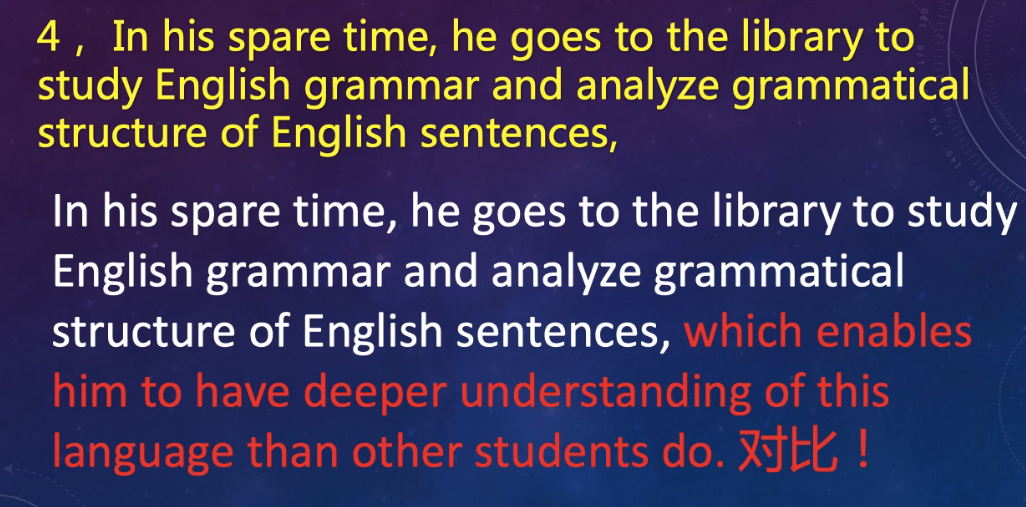 4， In his spare time, he goes to the library to
study English grammar and analyze grammatical
structure of English sentences,
In his spare time, he goes to the library to study
English grammar and analyze grammatical
structure of English sentences, which enables
him to have deeper understanding of this
language than other students do. 对比！